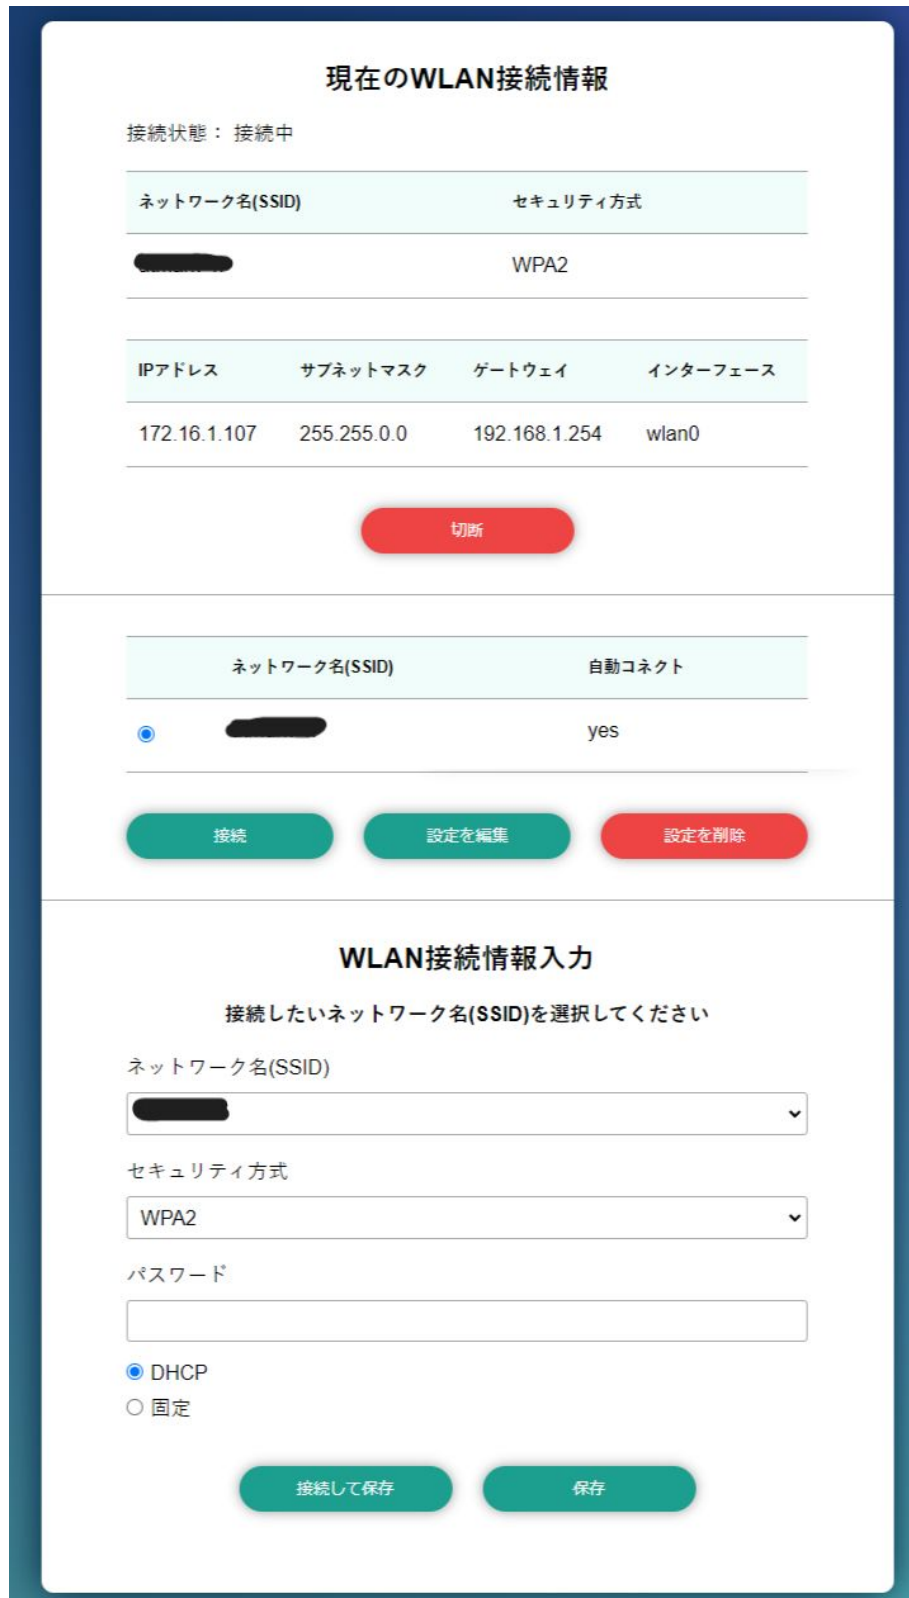 現在のWLAN接続情報
接続状態： 接続中
ネットワーク名(SSID) セキュリティ方式
WPA2
IPアドレス サブネットマスク ゲートウェイ インターフェース
172.16.1.107 255.255.0.0 192.168.1.254 wlan0
切断
ネットワーク名(SSID) 自動コネクト
yes
接続 設定を編集 設定を削除
WLAN接続情報入力
接続したいネットワーク名(SSID)を選択してください
ネットワーク名(SSID)
セキュリティ方式
WPA2
パスワード
DHCP
固定
接続して保存 保存